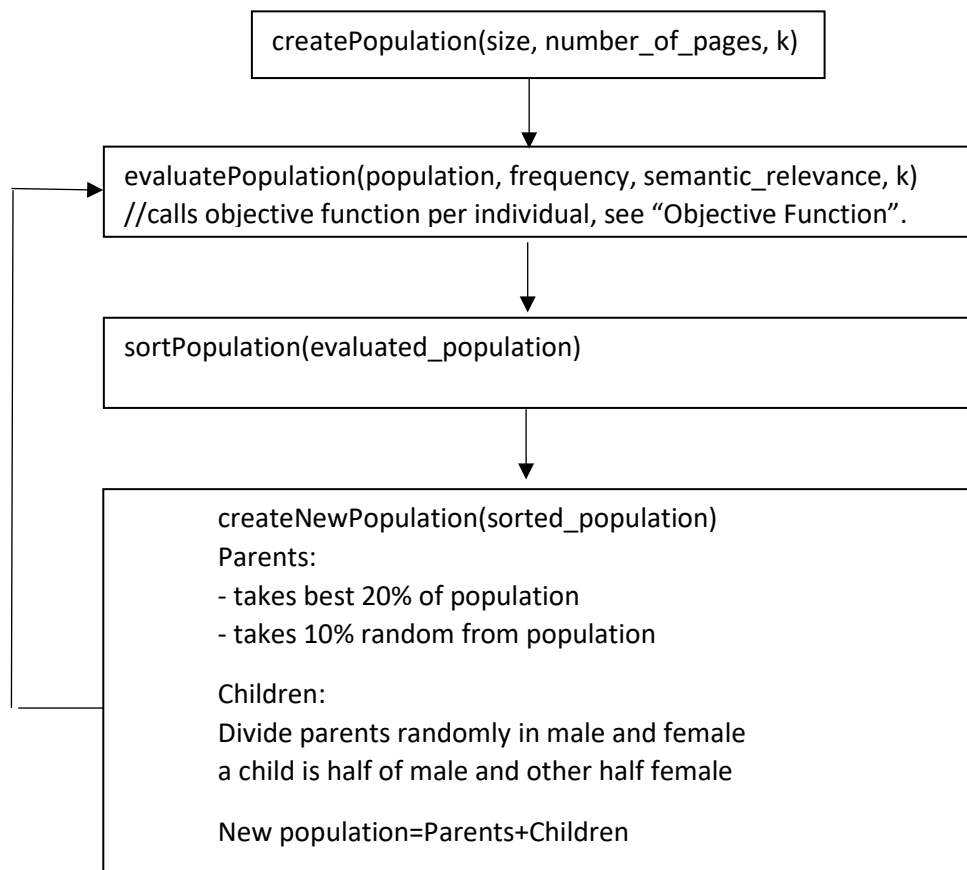 createPopulation(size, number_of_pages, k)
evaluatePopulation(population, frequency, semantic_relevance, k)
//calls objective function per individual, see “Objective Function”.
sortPopulation(evaluated_population)
createNewPopulation(sorted_population)
Parents:
- takes best 20% of population
- takes 10% random from population
Children:
Divide parents randomly in male and female
a child is half of male and other half female
New population=Parents+Children